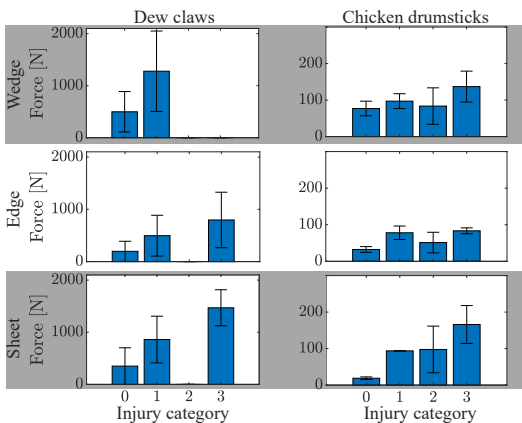 Dew claws
Chicken drumsticks
Wedge
Force [N]
2000
1000
0
200
100
0
Edge
Force [N]
2000
1000
0
200
100
0
Sheet
Force [N]
2000
1000
0
200
100
0
0 1 2 3
0 1 2 3
Injury category
Injury category